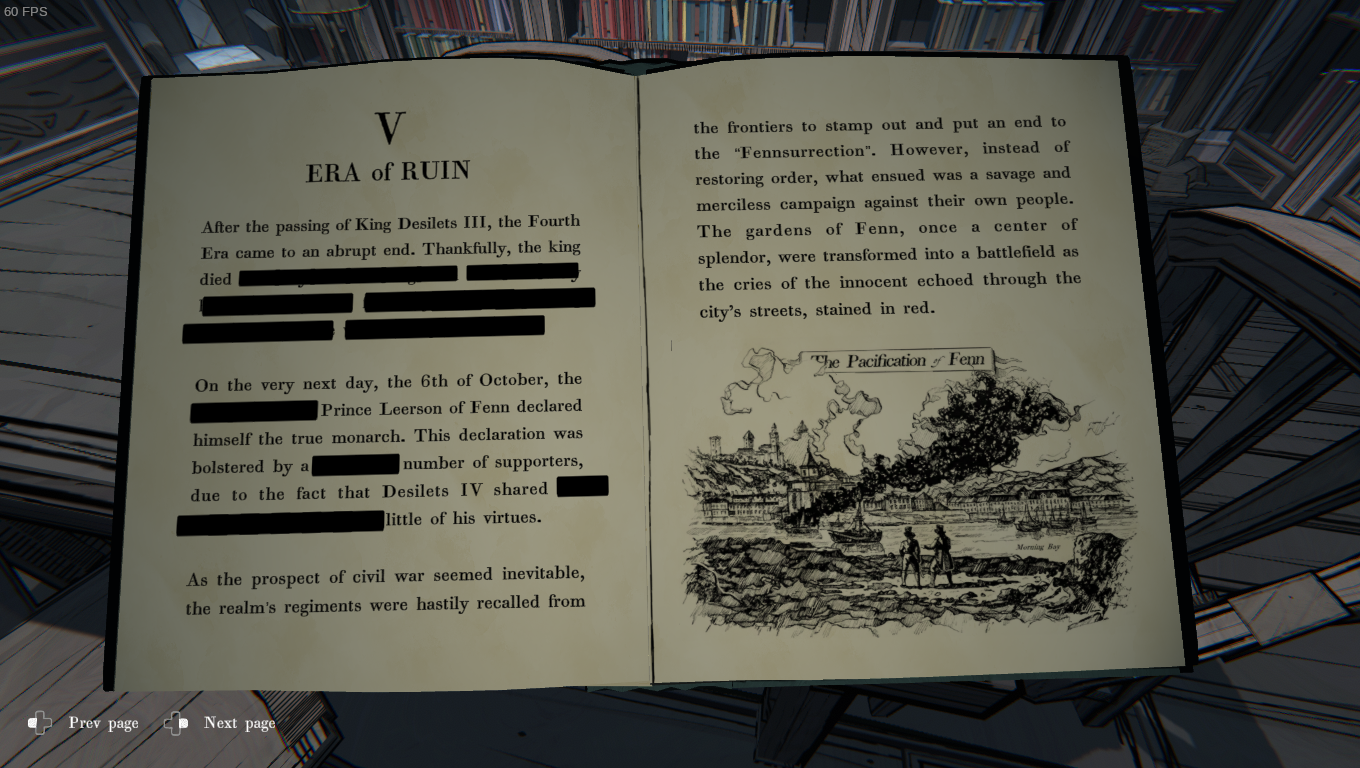 60 FPS
V
ERA of RUIN
After the passing of King Desilets III, the Fourth
Era came to an abrupt end. Thankfully, the king
died
On the very next day, the 6th of October, the
Prince Leerson of Fenn declared
himself the true monarch. This declaration was
bolstered by a number of supporters,
due to the fact that Desilets IV shared
little of his virtues.
As the prospect of civil war seemed inevitable,
the realm's regiments were hastily recalled from
the frontiers to stamp out and put an end to
the "Fennsurrection". However, instead of
restoring order, what ensued was a savage and
merciless campaign against their own people.
The gardens of Fenn, once a center of
splendor, were transformed into a battlefield as
the cries of the innocent echoed through the
city's streets, stained in red.
The Pacification of Fenn
Morning Bay
Prev page
Next page